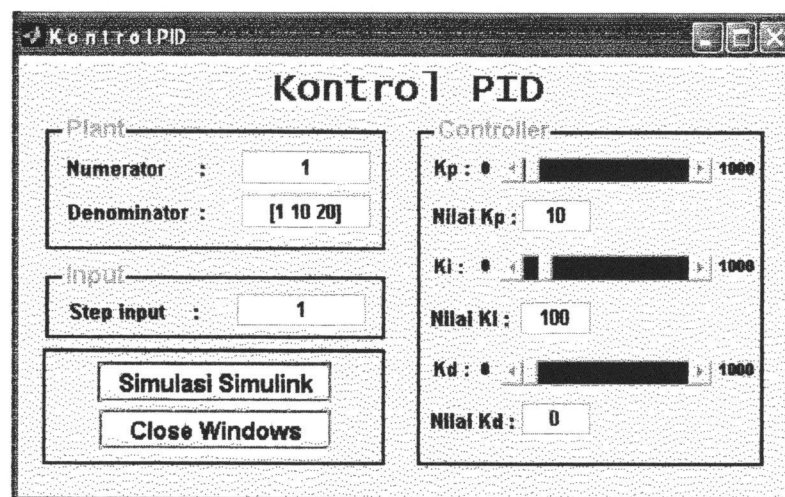 KontrolPID
Kontrol PID
Plant
Numerator : 1
Denominator : [1 10 20]
Input
Step input : 1
Simulasi Simulink
Close Windows
Controller
Kp : 0 1000
Nilai Kp : 10
Ki : 0 1000
Nilai Ki : 100
Kd : 0 1000
Nilai Kd : 0